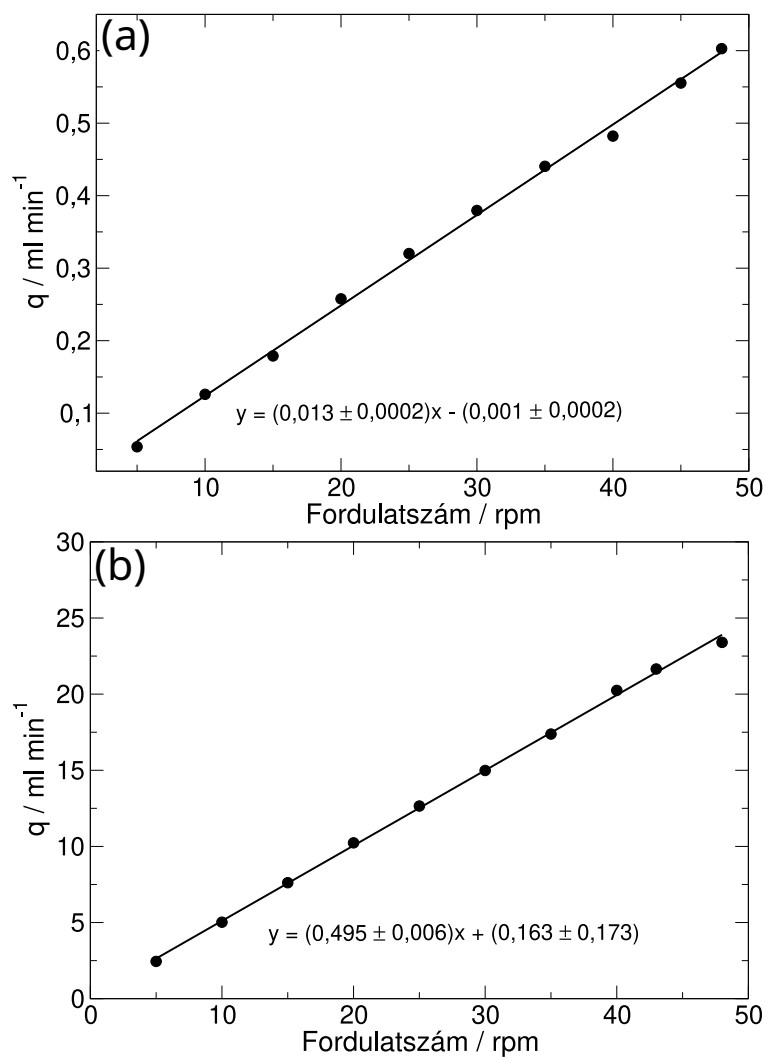 (a)
0,6
0,5
0,4
0,3
0,2
0,1
q / ml min⁻¹
y = (0,013 ± 0,0002)x - (0,001 ± 0,0002)
10 20 30 40 50
Fordulatszám / rpm
(b)
30
25
20
15
10
5
0
q / ml min⁻¹
y = (0,495 ± 0,006)x + (0,163 ± 0,173)
0 10 20 30 40 50
Fordulatszám / rpm